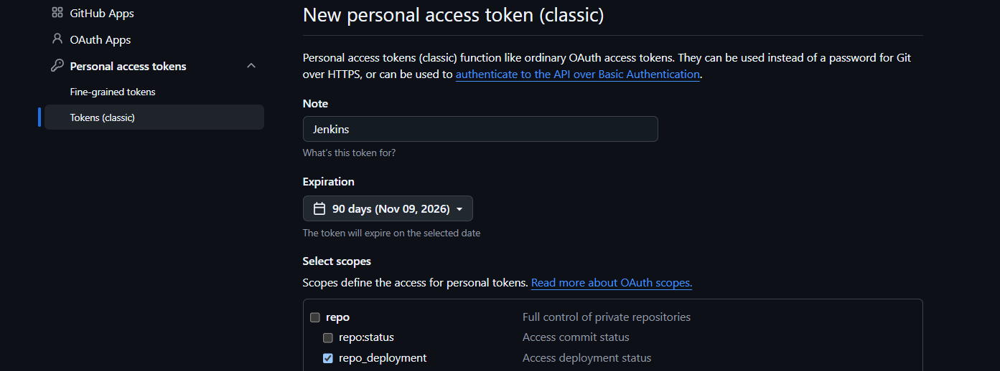 GitHub Apps
OAuth Apps
Personal access tokens
Fine-grained tokens
Tokens (classic)
New personal access token (classic)
Personal access tokens (classic) function like ordinary OAuth access tokens. They can be used instead of a password for Git
over HTTPS, or can be used to authenticate to the API over Basic Authentication.
Note
Jenkins
What's this token for?
Expiration
90 days (Nov 09, 2026)
The token will expire on the selected date
Select scopes
Scopes define the access for personal tokens. Read more about OAuth scopes.
repo Full control of private repositories
repo:status Access commit status
repo_deployment Access deployment status